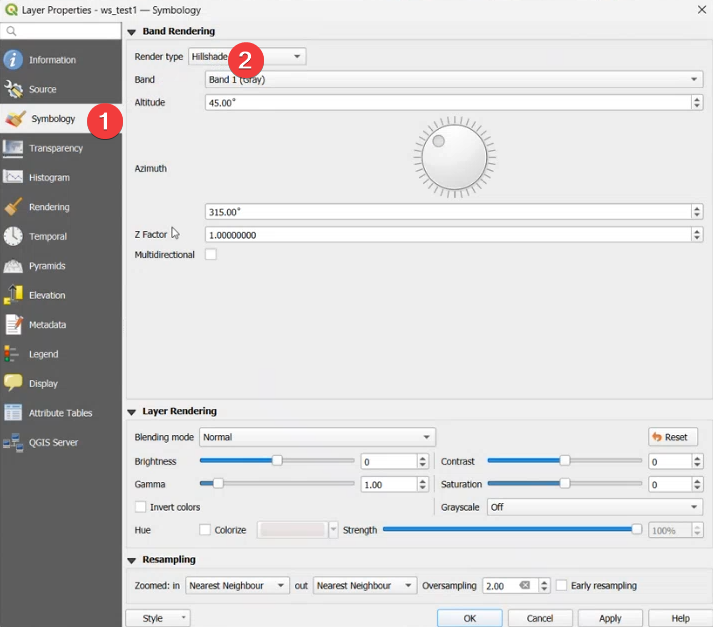 Layer Properties - ws_test1 — Symbology
Information
Source
Symbology
1
Transparency
Histogram
Rendering
Temporal
Pyramids
Elevation
Metadata
Legend
Display
Attribute Tables
QGIS Server
Band Rendering
Render type Hillshade 2
Band Band 1 (Gray)
Altitude 45.00°
Azimuth
315.00°
Z Factor 1.00000000
Multidirectional
Layer Rendering
Blending mode Normal Reset
Brightness 0 Contrast 0
Gamma 1.00 Saturation 0
Invert colors Grayscale Off
Hue Colorize Strength 100%
Resampling
Zoomed: in Nearest Neighbour out Nearest Neighbour Oversampling 2.00 Early resampling
Style OK Cancel Apply Help